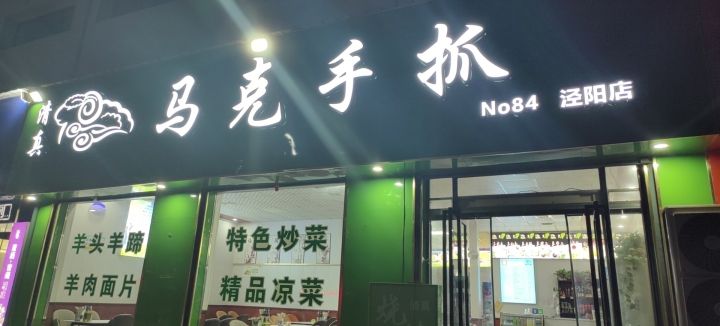 清真
马克手抓
No84 泾阳店
羊头羊蹄
羊肉面片
特色炒菜
精品凉菜